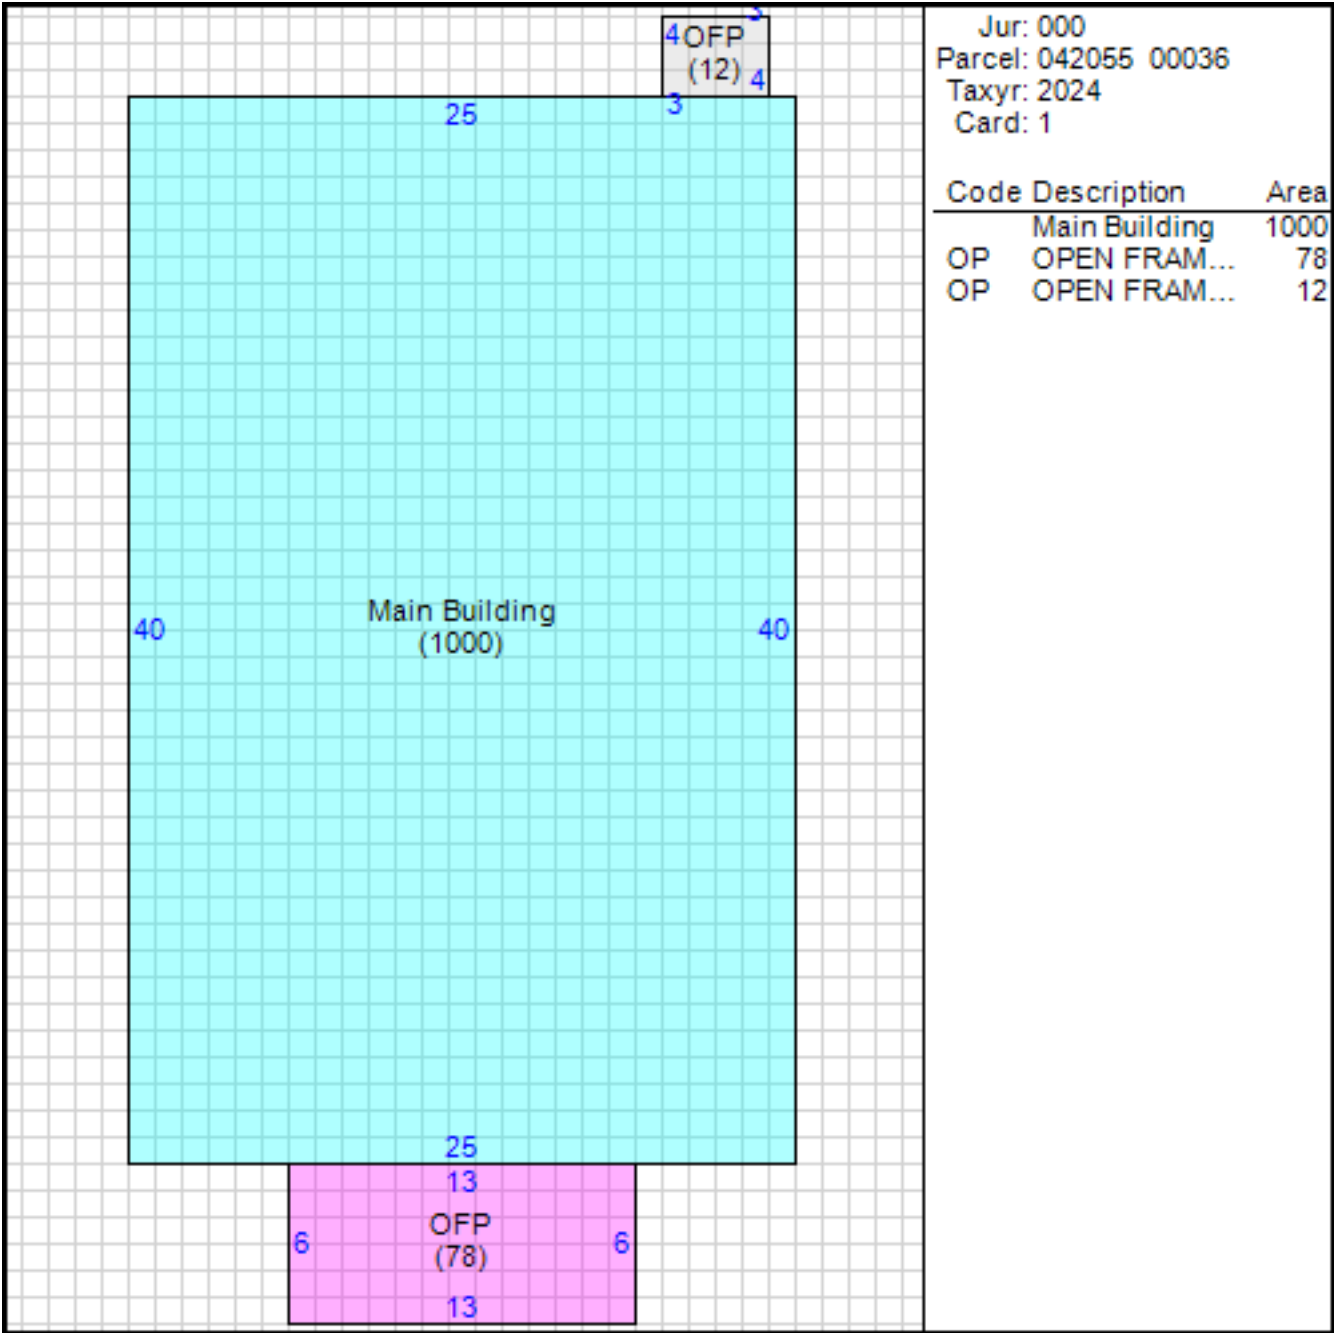 3
4 OFP
(12) 4
3
25
Main Building
40 40
(1000)
25
13
OFP
6 6
(78)
13
Jur: 000
Parcel: 042055 00036
Taxyr: 2024
Card: 1
Code Description Area
Main Building 1000
OP OPEN FRAM... 78
OP OPEN FRAM... 12